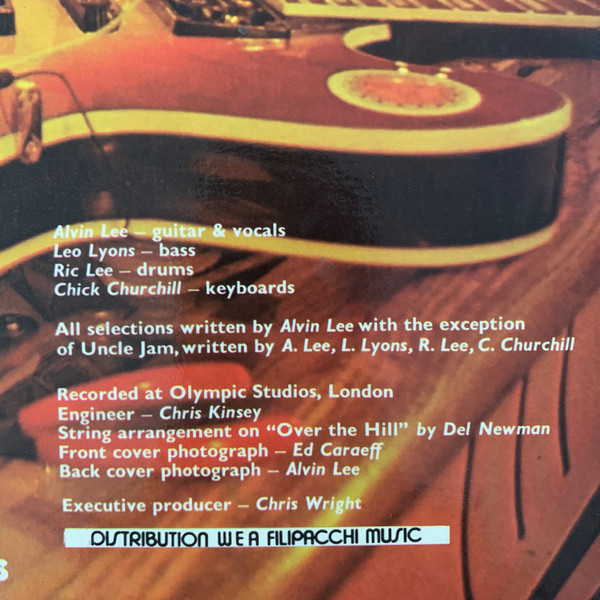 Alvin Lee – guitar & vocals
Leo Lyons – bass
Ric Lee – drums
Chick Churchill – keyboards
All selections written by Alvin Lee with the exception
of Uncle Jam, written by A. Lee, L. Lyons, R. Lee, C. Churchill
Recorded at Olympic Studios, London
Engineer – Chris Kinsey
String arrangement on “Over the Hill” by Del Newman
Front cover photograph – Ed Caraeff
Back cover photograph – Alvin Lee
Executive producer – Chris Wright
DISTRIBUTION WEA FILIPACCHI MUSIC
s